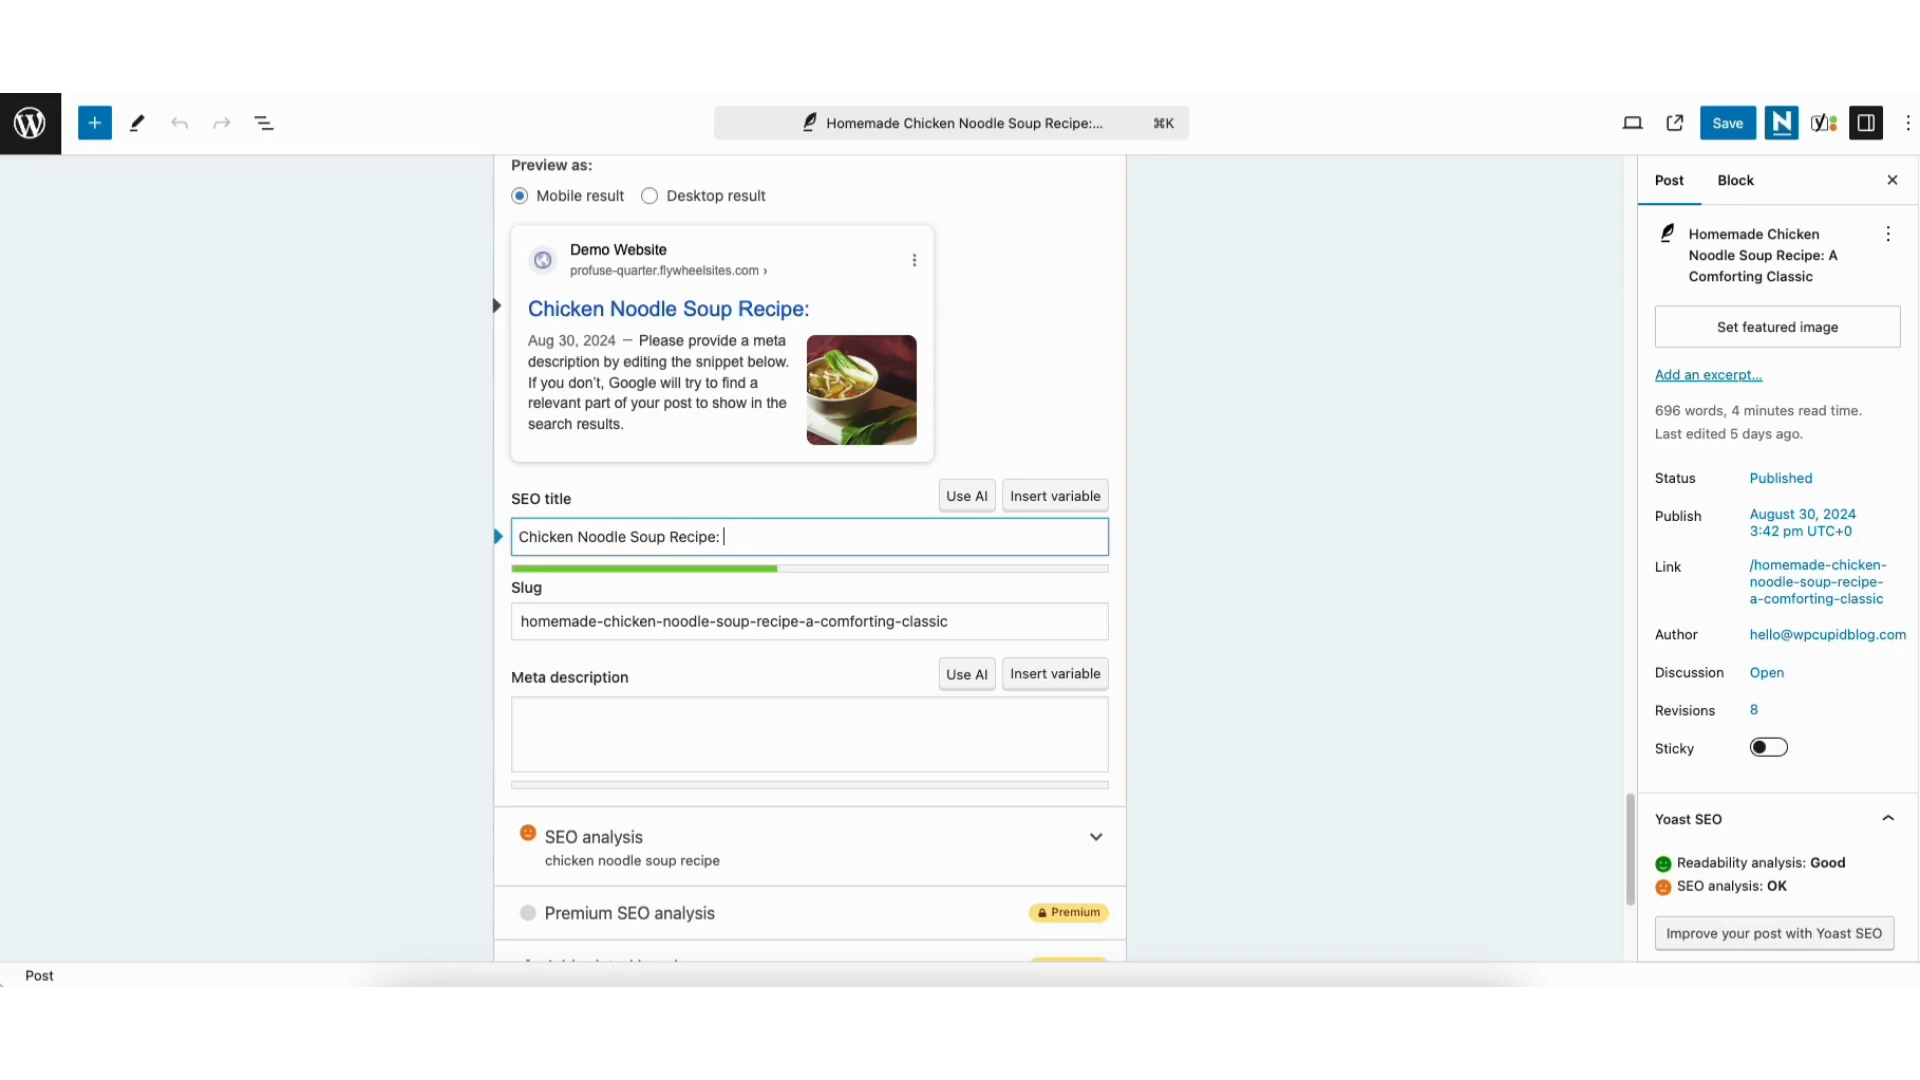 Homemade Chicken Noodle Soup Recipe:... ⌘K
Save
Preview as:
Mobile result
Desktop result
Demo Website
profuse-quarter.flywheelsites.com ›
Chicken Noodle Soup Recipe:
Aug 30, 2024 – Please provide a meta
description by editing the snippet below.
If you don't, Google will try to find a
relevant part of your post to show in the
search results.
SEO title
Use AI
Insert variable
Chicken Noodle Soup Recipe:
Slug
homemade-chicken-noodle-soup-recipe-a-comforting-classic
Meta description
Use AI
Insert variable
SEO analysis
chicken noodle soup recipe
Premium SEO analysis
Premium
Post
Block
Homemade Chicken
Noodle Soup Recipe: A
Comforting Classic
Set featured image
Add an excerpt...
696 words, 4 minutes read time.
Last edited 5 days ago.
Status
Published
Publish
August 30, 2024
3:42 pm UTC+0
Link
/homemade-chicken-
noodle-soup-recipe-
a-comforting-classic
Author
hello@wpcupidblog.com
Discussion
Open
Revisions
8
Sticky
Yoast SEO
Readability analysis: Good
SEO analysis: OK
Improve your post with Yoast SEO
Post